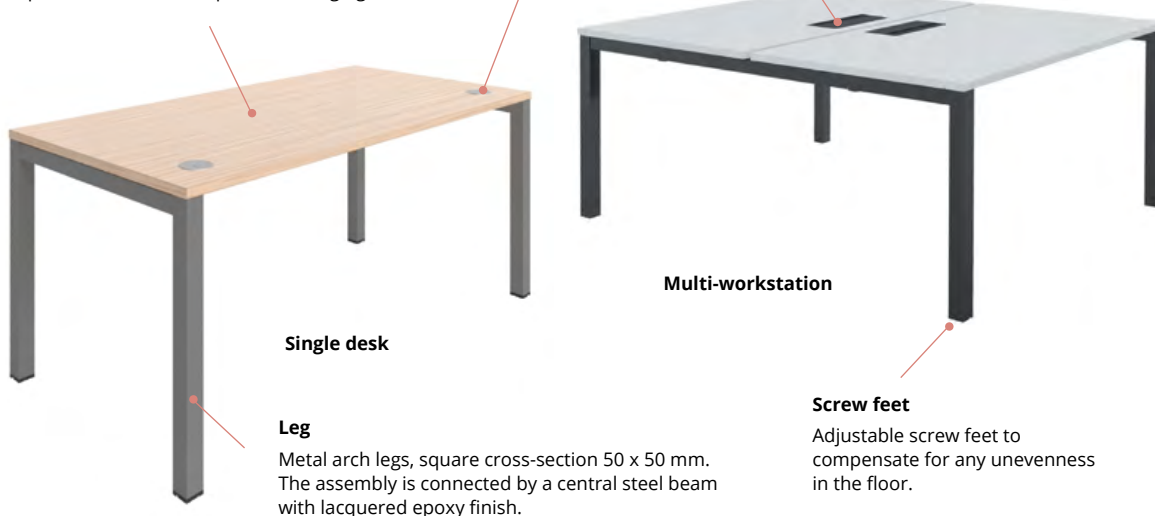 Multi-workstation
Single desk
Leg
Metal arch legs, square cross-section 50 x 50 mm.
The assembly is connected by a central steel beam
with lacquered epoxy finish.
Screw feet
Adjustable screw feet to
compensate for any unevenness
in the floor.